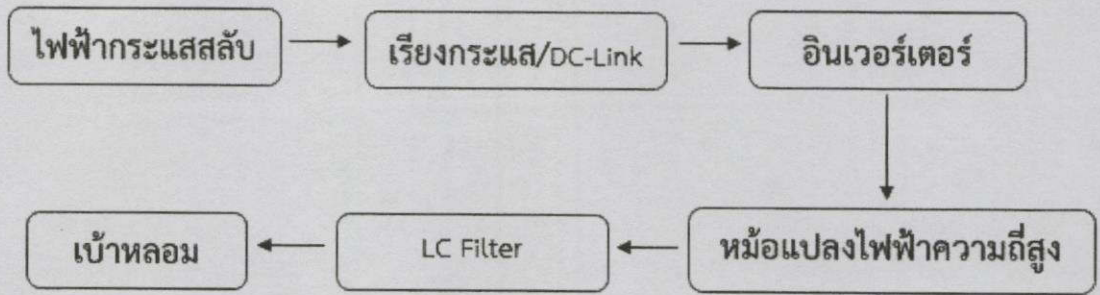 ไฟฟ้ากระแสสลับ
เรียงกระแส/DC-Link
อินเวอร์เตอร์
หม้อแปลงไฟฟ้าความถี่สูง
LC Filter
เบ้าหลอม